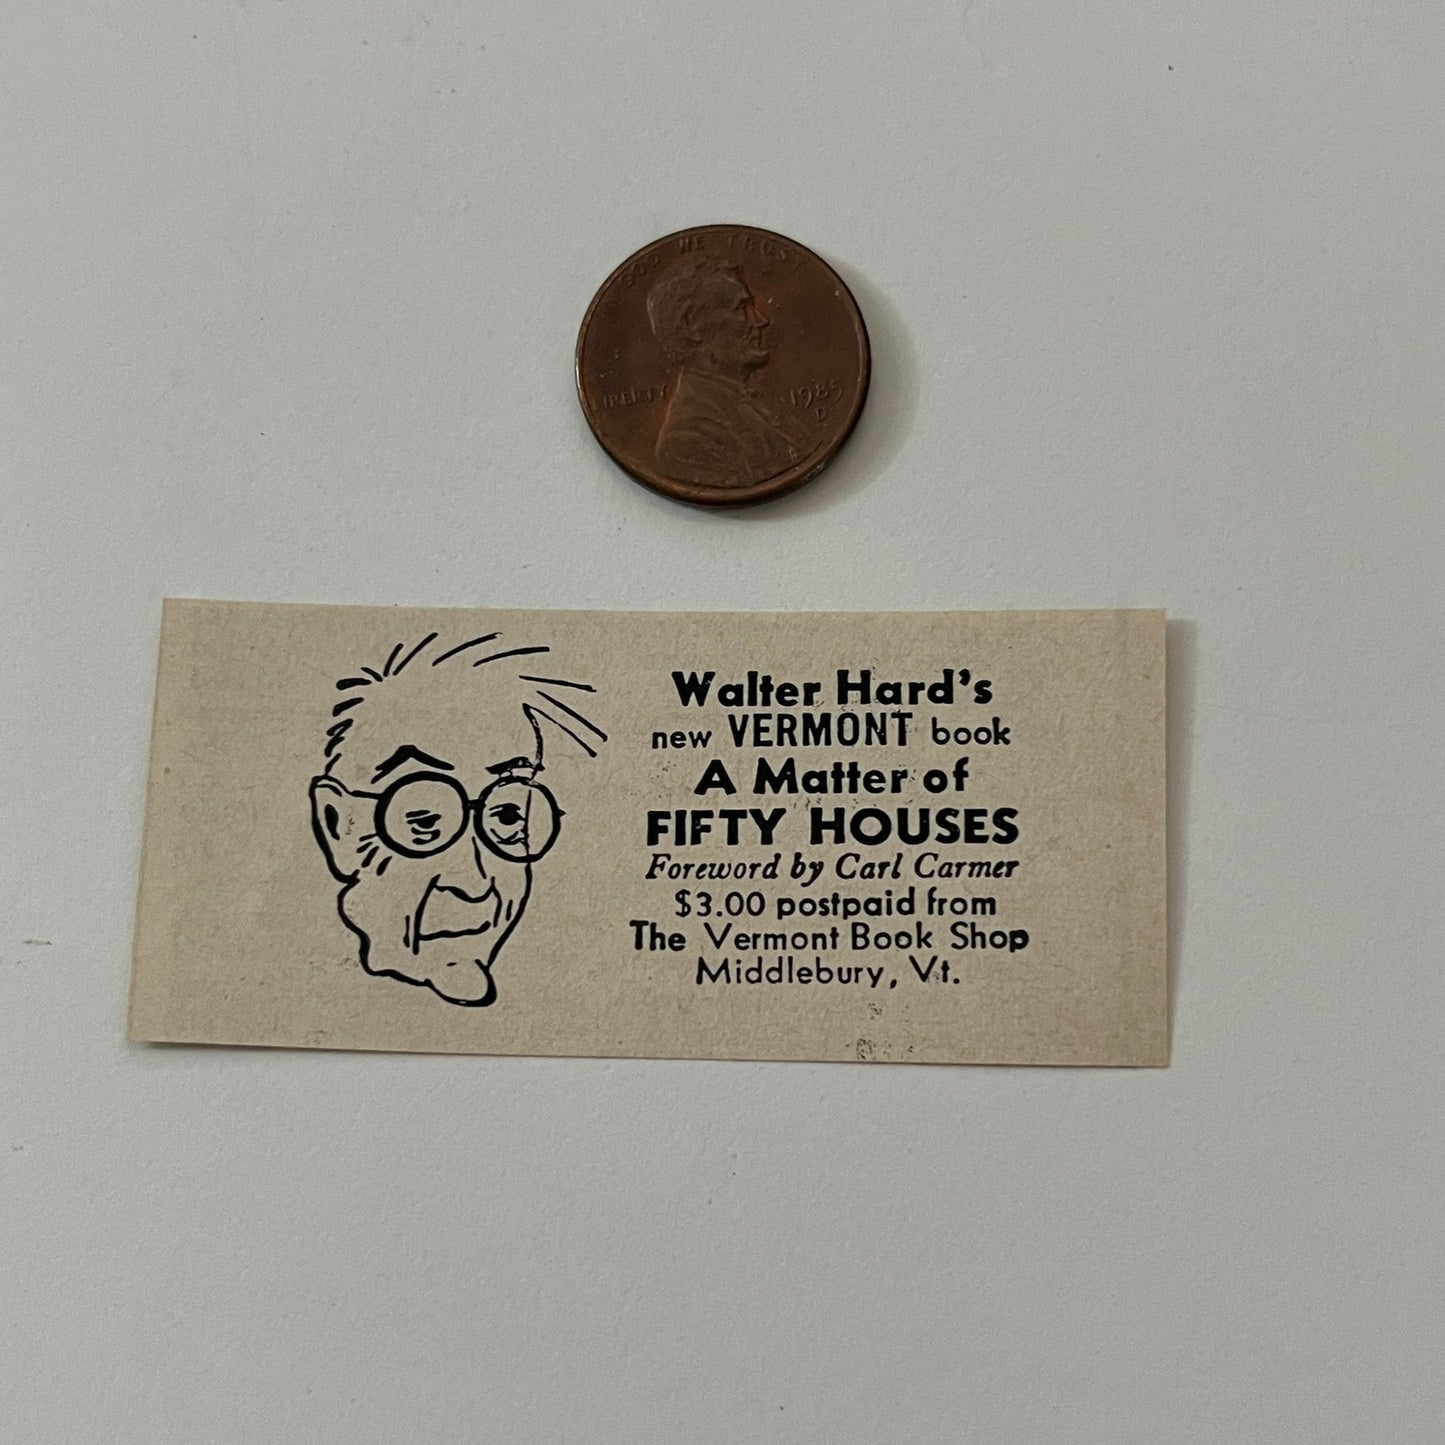 IN GOD WE TRUST
LIBERTY
1985
D
Walter Hard's
new VERMONT book
A Matter of
FIFTY HOUSES
Foreword by Carl Carmer
$3.00 postpaid from
The Vermont Book Shop
Middlebury, Vt.